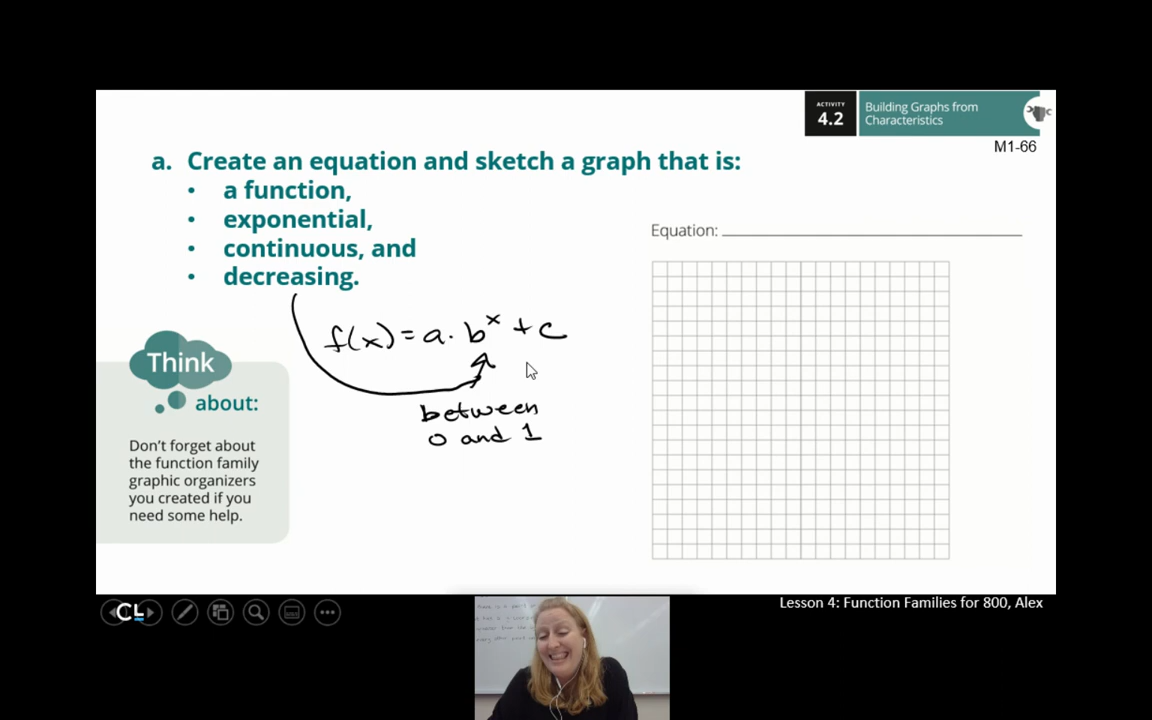 ACTIVITY
4.2
Building Graphs from
Characteristics
M1-66
a. Create an equation and sketch a graph that is:
• a function,
• exponential,
• continuous, and
• decreasing.
Equation:
f(x) = a · b^x + c
between
0 and 1
Think
about:
Don't forget about
the function family
graphic organizers
you created if you
need some help.
CL
Lesson 4: Function Families for 800, Alex